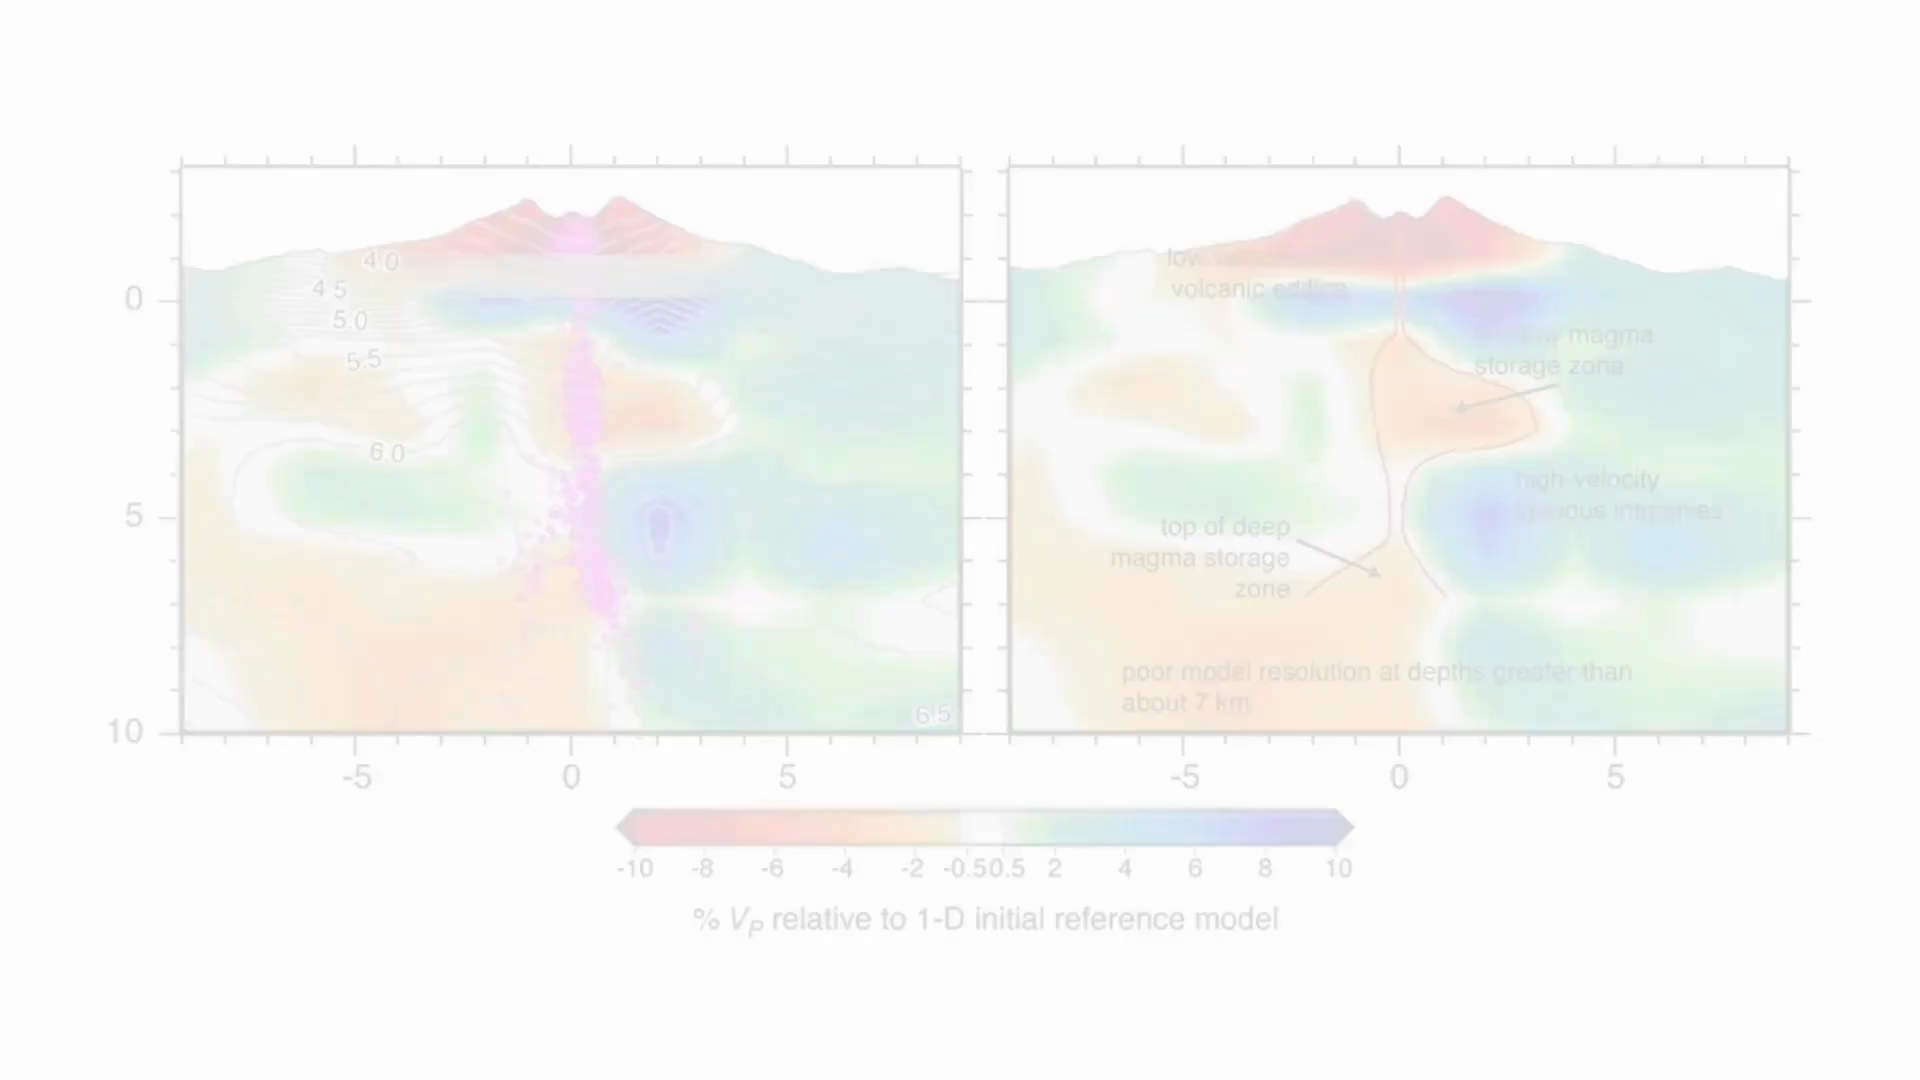 4.0
4.5
5.0
5.5
6.0
6.5
0
5
10
-5 0 5
low
volcanic edifice
magma
storage zone
high-velocity
igneous intrusives
top of deep
magma storage
zone
poor model resolution at depths greater than
about 7 km
-5 0 5
-10 -8 -6 -4 -2 -0.5 0.5 2 4 6 8 10
% VP relative to 1-D initial reference model